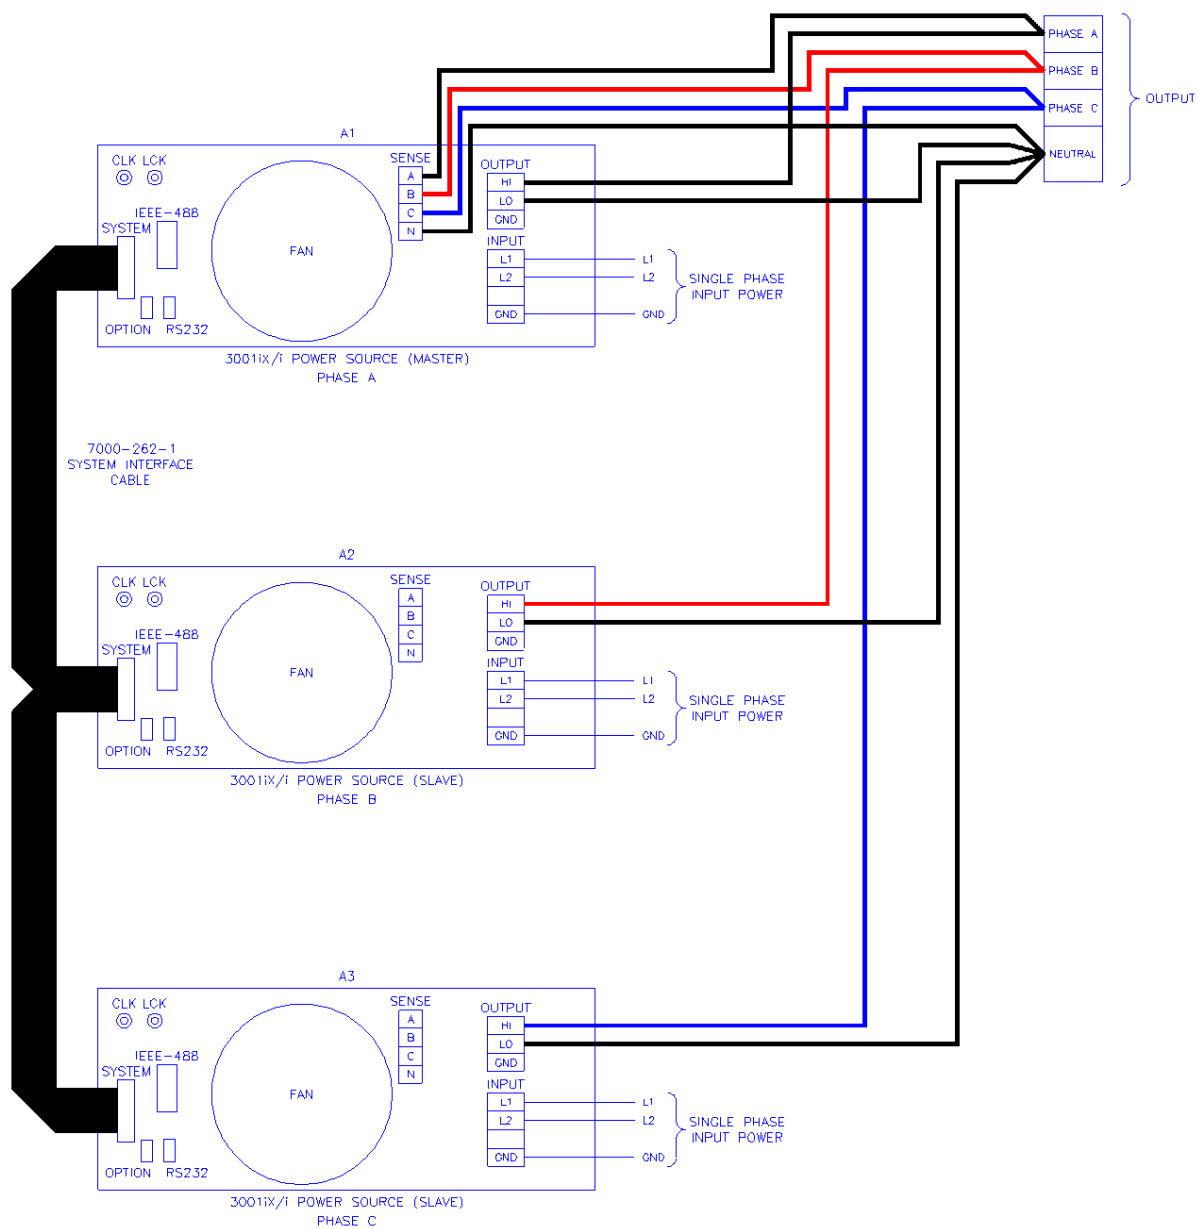 PHASE A
PHASE B
PHASE C
NEUTRAL
OUTPUT
A1
CLK LCK
SENSE
A
B
C
N
OUTPUT
HI
LO
GND
IEEE-488
SYSTEM
FAN
INPUT
L1
L2
GND
L1
L2
GND
SINGLE PHASE
INPUT POWER
OPTION
RS232
3001iX/i POWER SOURCE (MASTER)
PHASE A
7000-262-1
SYSTEM INTERFACE
CABLE
A2
CLK LCK
SENSE
A
B
C
N
OUTPUT
HI
LO
GND
IEEE-488
SYSTEM
FAN
INPUT
L1
L2
GND
L1
L2
GND
SINGLE PHASE
INPUT POWER
OPTION
RS232
3001iX/i POWER SOURCE (SLAVE)
PHASE B
A3
CLK LCK
SENSE
A
B
C
N
OUTPUT
HI
LO
GND
IEEE-488
SYSTEM
FAN
INPUT
L1
L2
GND
L1
L2
GND
SINGLE PHASE
INPUT POWER
OPTION
RS232
3001iX/i POWER SOURCE (SLAVE)
PHASE C